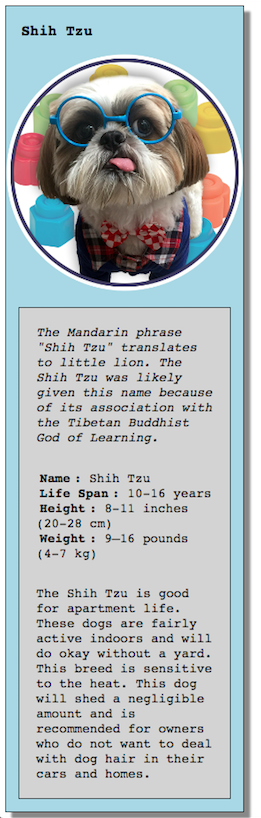 Shih Tzu
The Mandarin phrase
"Shih Tzu" translates
to little lion. The
Shih Tzu was likely
given this name because
of its association with
the Tibetan Buddhist
God of Learning.
Name : Shih Tzu
Life Span : 10-16 years
Height : 8-11 inches
(20-28 cm)
Weight : 9—16 pounds
(4-7 kg)
The Shih Tzu is good
for apartment life.
These dogs are fairly
active indoors and will
do okay without a yard.
This breed is sensitive
to the heat. This dog
will shed a negligible
amount and is
recommended for owners
who do not want to deal
with dog hair in their
cars and homes.